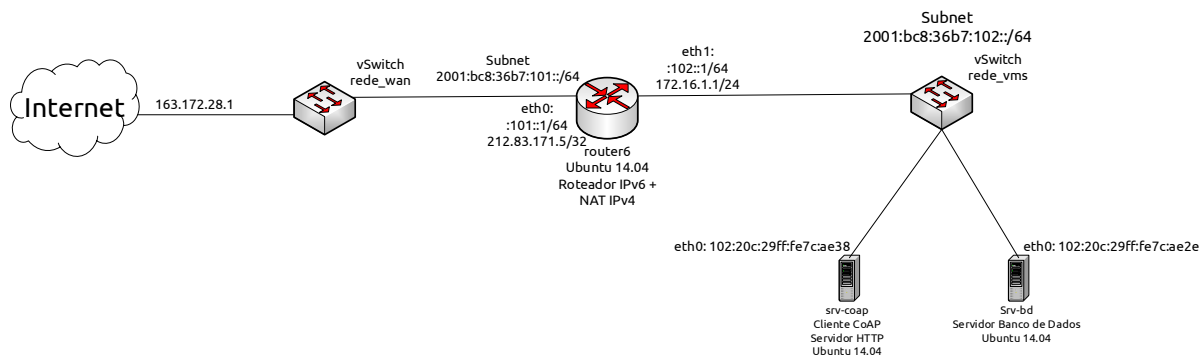 Internet
163.172.28.1
vSwitch
rede_wan
Subnet
2001:bc8:36b7:101::/64
eth0:
:101::1/64
212.83.171.5/32
router6
Ubuntu 14.04
Roteador IPv6 +
NAT IPv4
eth1:
:102::1/64
172.16.1.1/24
Subnet
2001:bc8:36b7:102::/64
vSwitch
rede_vms
eth0: 102:20c:29ff:fe7c:ae38
srv-coap
Cliente CoAP
Servidor HTTP
Ubuntu 14.04
eth0: 102:20c:29ff:fe7c:ae2e
Srv-bd
Servidor Banco de Dados
Ubuntu 14.04